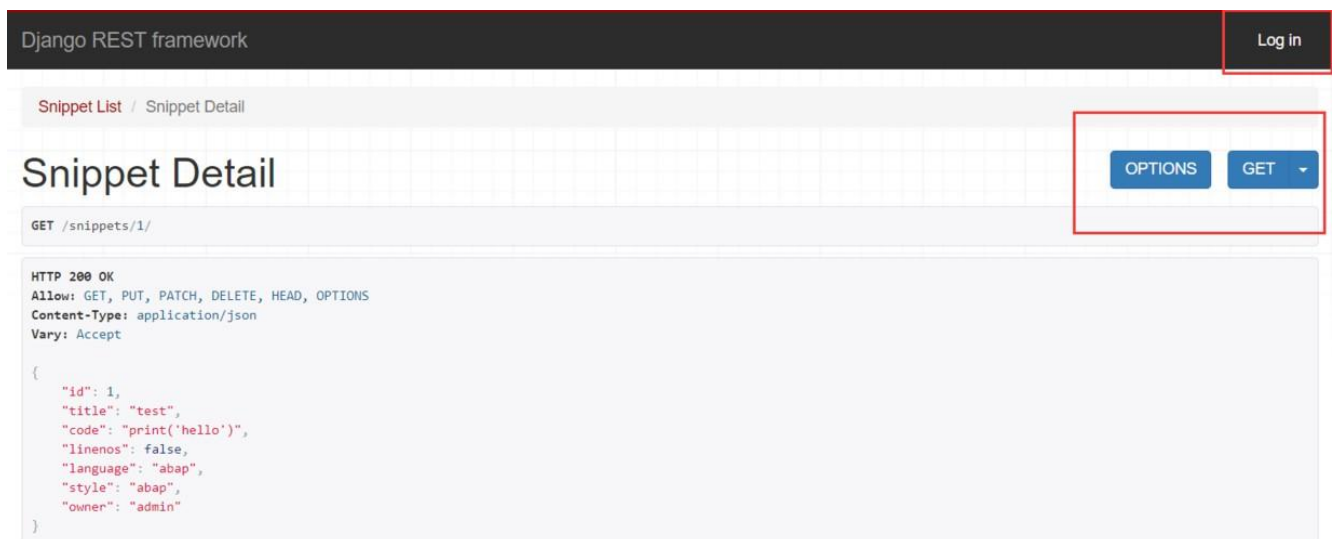 Django REST framework
Log in
Snippet List / Snippet Detail
Snippet Detail
OPTIONS
GET
GET /snippets/1/
HTTP 200 OK
Allow: GET, PUT, PATCH, DELETE, HEAD, OPTIONS
Content-Type: application/json
Vary: Accept
{
    "id": 1,
    "title": "test",
    "code": "print('hello')",
    "linenos": false,
    "language": "abap",
    "style": "abap",
    "owner": "admin"
}